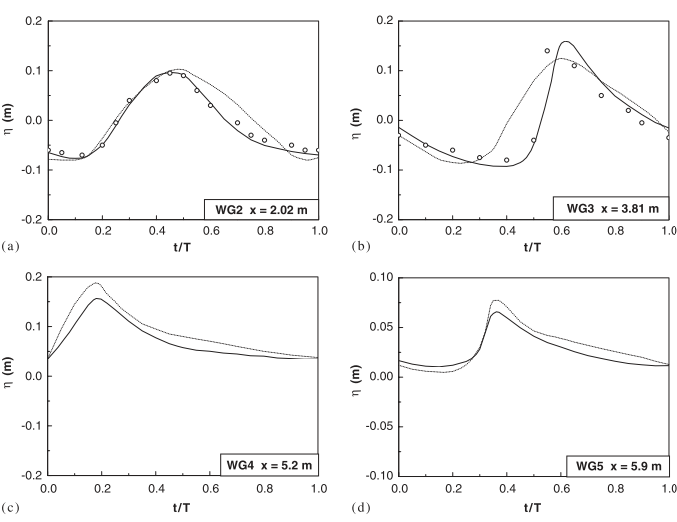 0.2
0.1
0.0
-0.1
-0.2
η (m)
0.0 0.2 0.4 0.6 0.8 1.0
t/T
WG2 x = 2.02 m
(a)
0.2
0.1
0.0
-0.1
-0.2
η (m)
0.0 0.2 0.4 0.6 0.8 1.0
t/T
WG3 x = 3.81 m
(b)
0.2
0.1
0.0
-0.1
-0.2
η (m)
0.0 0.2 0.4 0.6 0.8 1.0
t/T
WG4 x = 5.2 m
(c)
0.10
0.05
0.00
-0.05
-0.10
η (m)
0.0 0.2 0.4 0.6 0.8 1.0
t/T
WG5 x = 5.9 m
(d)